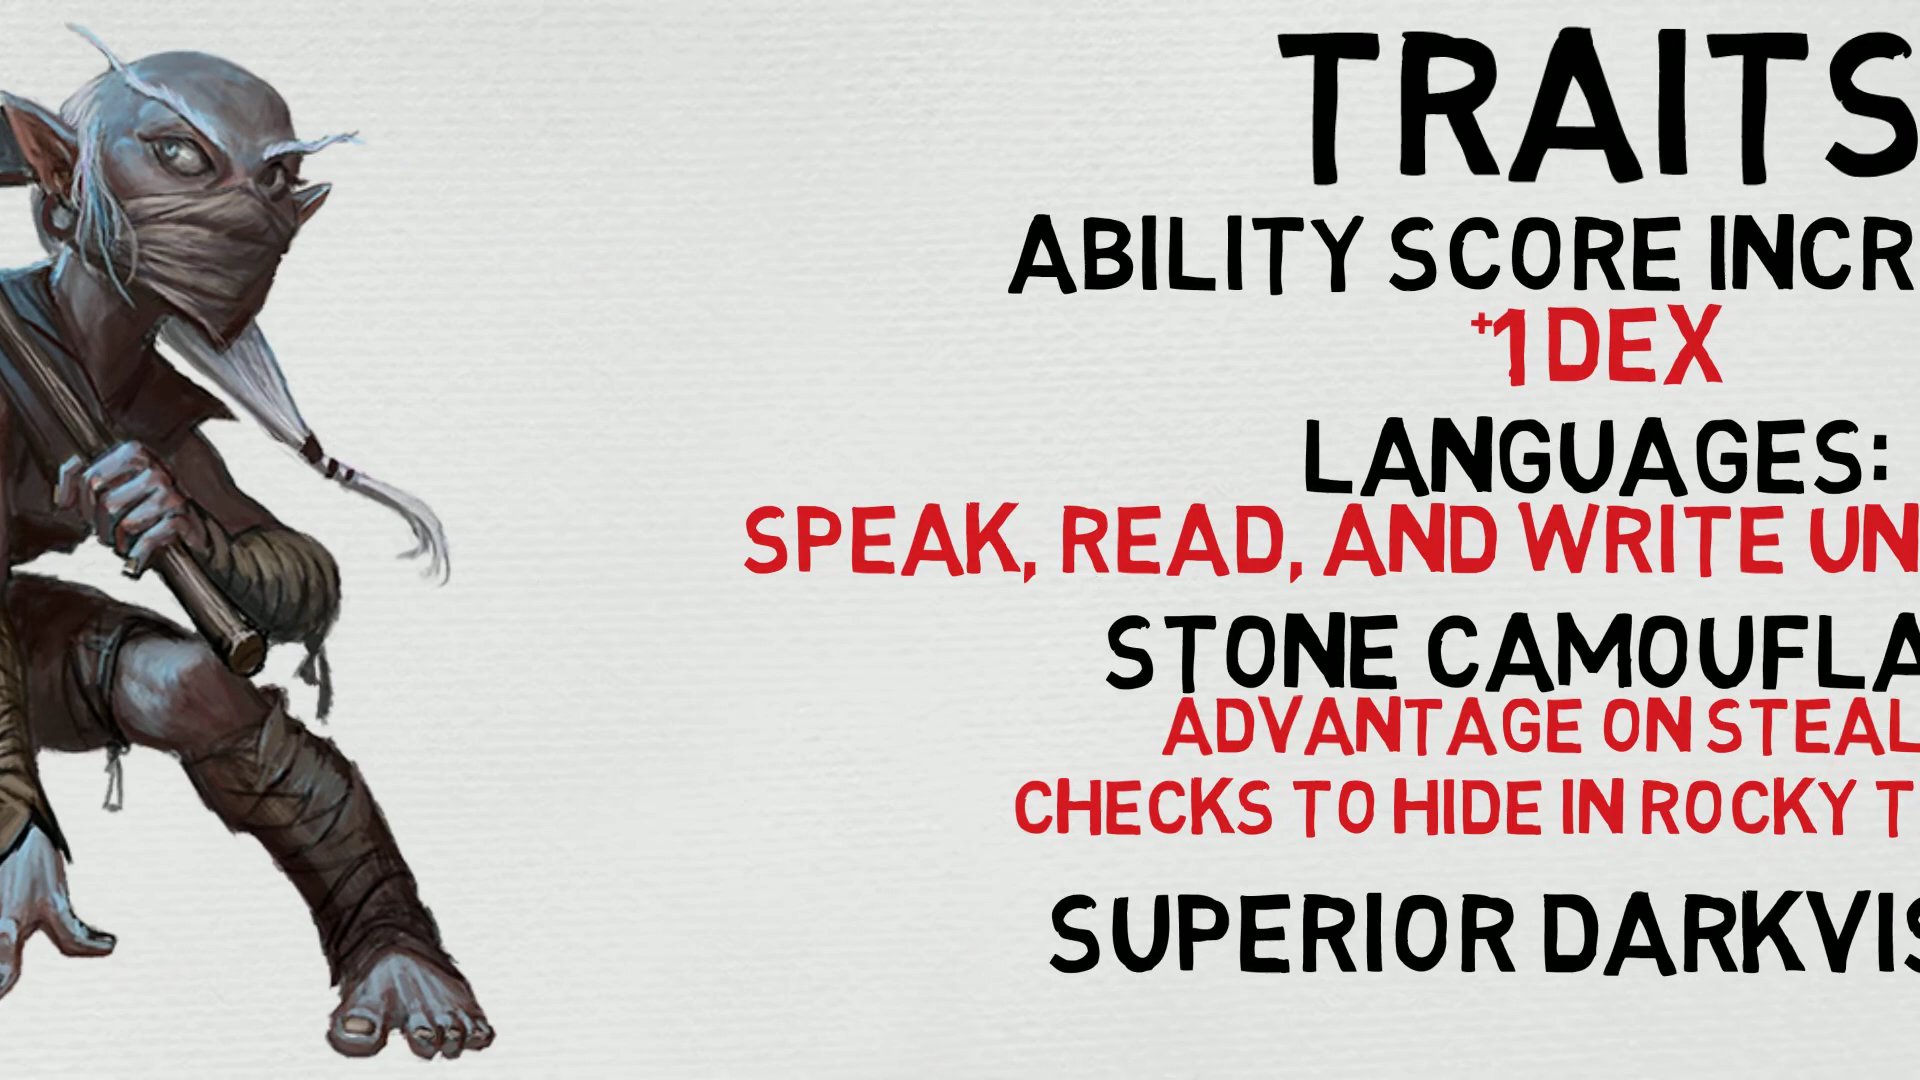 TRAITS
ABILITY SCORE INCR
+1 DEX
LANGUAGES:
SPEAK, READ, AND WRITE UN
STONE CAMOUFLA
ADVANTAGE ON STEAL
CHECKS TO HIDE IN ROCKY T
SUPERIOR DARKVIS